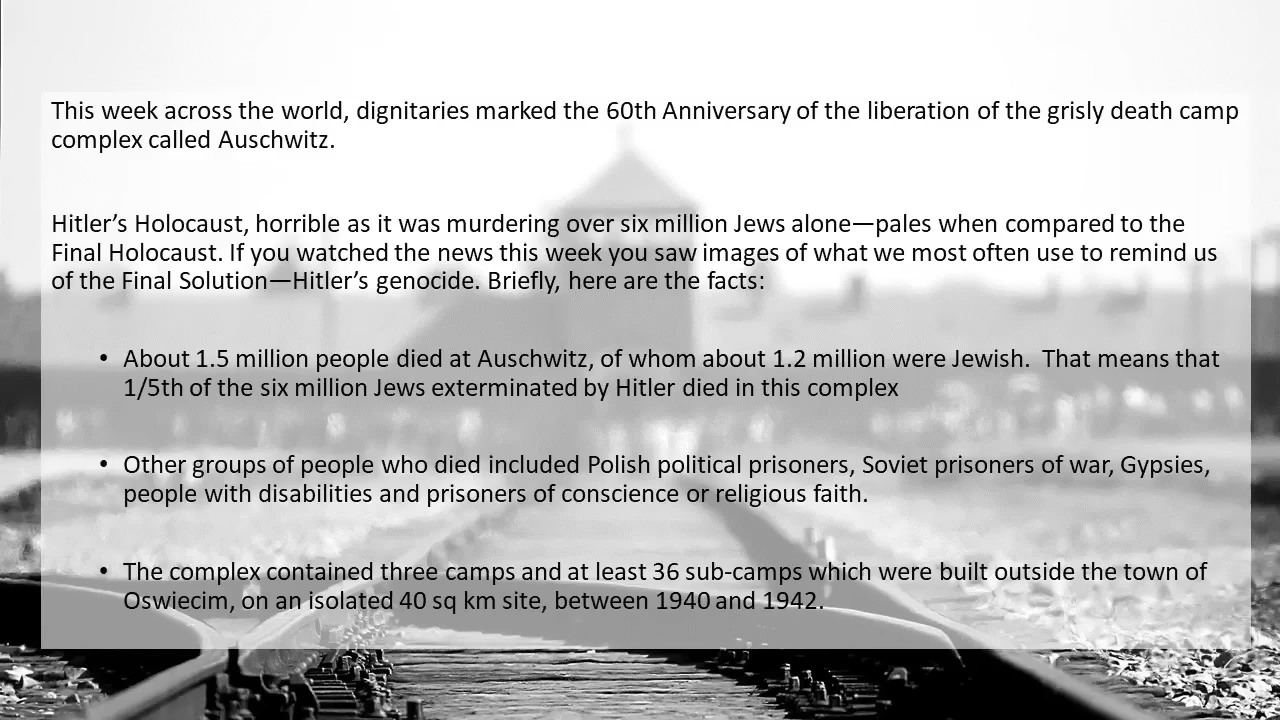 This week across the world, dignitaries marked the 60th Anniversary of the liberation of the grisly death camp
complex called Auschwitz.
Hitler’s Holocaust, horrible as it was murdering over six million Jews alone—pales when compared to the
Final Holocaust. If you watched the news this week you saw images of what we most often use to remind us
of the Final Solution—Hitler’s genocide. Briefly, here are the facts:
• About 1.5 million people died at Auschwitz, of whom about 1.2 million were Jewish.  That means that
1/5th of the six million Jews exterminated by Hitler died in this complex
• Other groups of people who died included Polish political prisoners, Soviet prisoners of war, Gypsies,
people with disabilities and prisoners of conscience or religious faith.
• The complex contained three camps and at least 36 sub-camps which were built outside the town of
Oswiecim, on an isolated 40 sq km site, between 1940 and 1942.